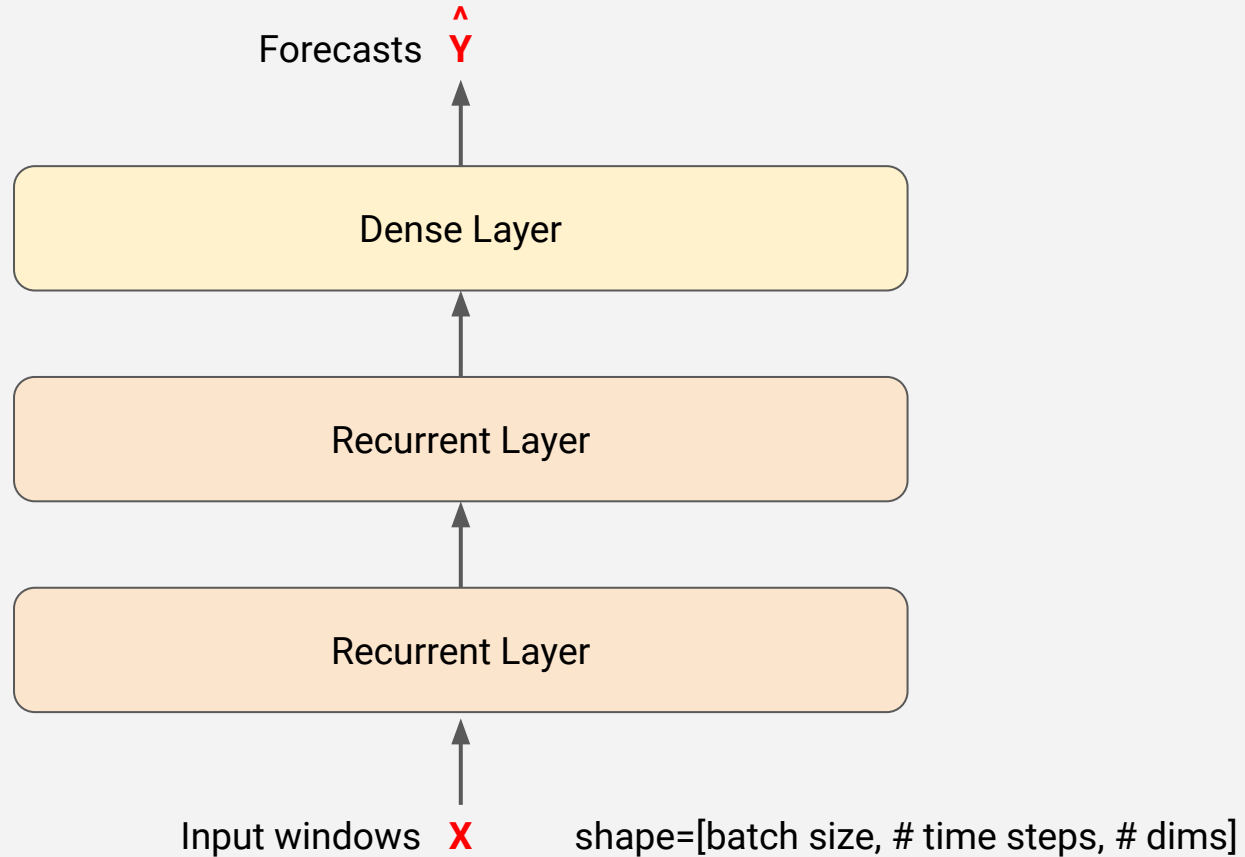 Forecasts Ŷ
Dense Layer
Recurrent Layer
Recurrent Layer
Input windows X shape=[batch size, # time steps, # dims]